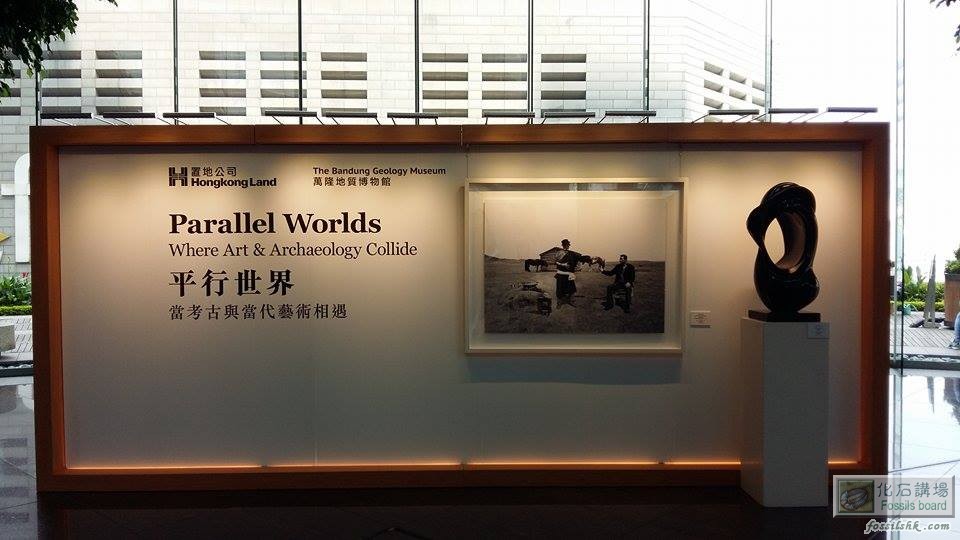 置地公司
HongkongLand
The Bandung Geology Museum
萬隆地質博物館
Parallel Worlds
Where Art & Archaeology Collide
平行世界
當考古與當代藝術相遇
化石講場
Fossils board
fossilshk.com